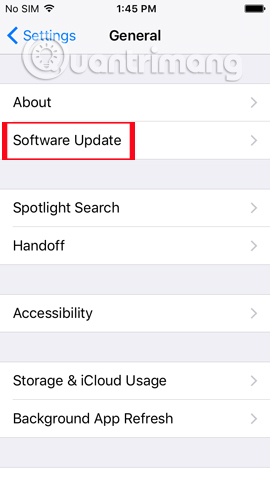 No SIM 1:45 PM
Settings General
Quantrimang
About
Software Update
Spotlight Search
Handoff
Accessibility
Storage & iCloud Usage
Background App Refresh